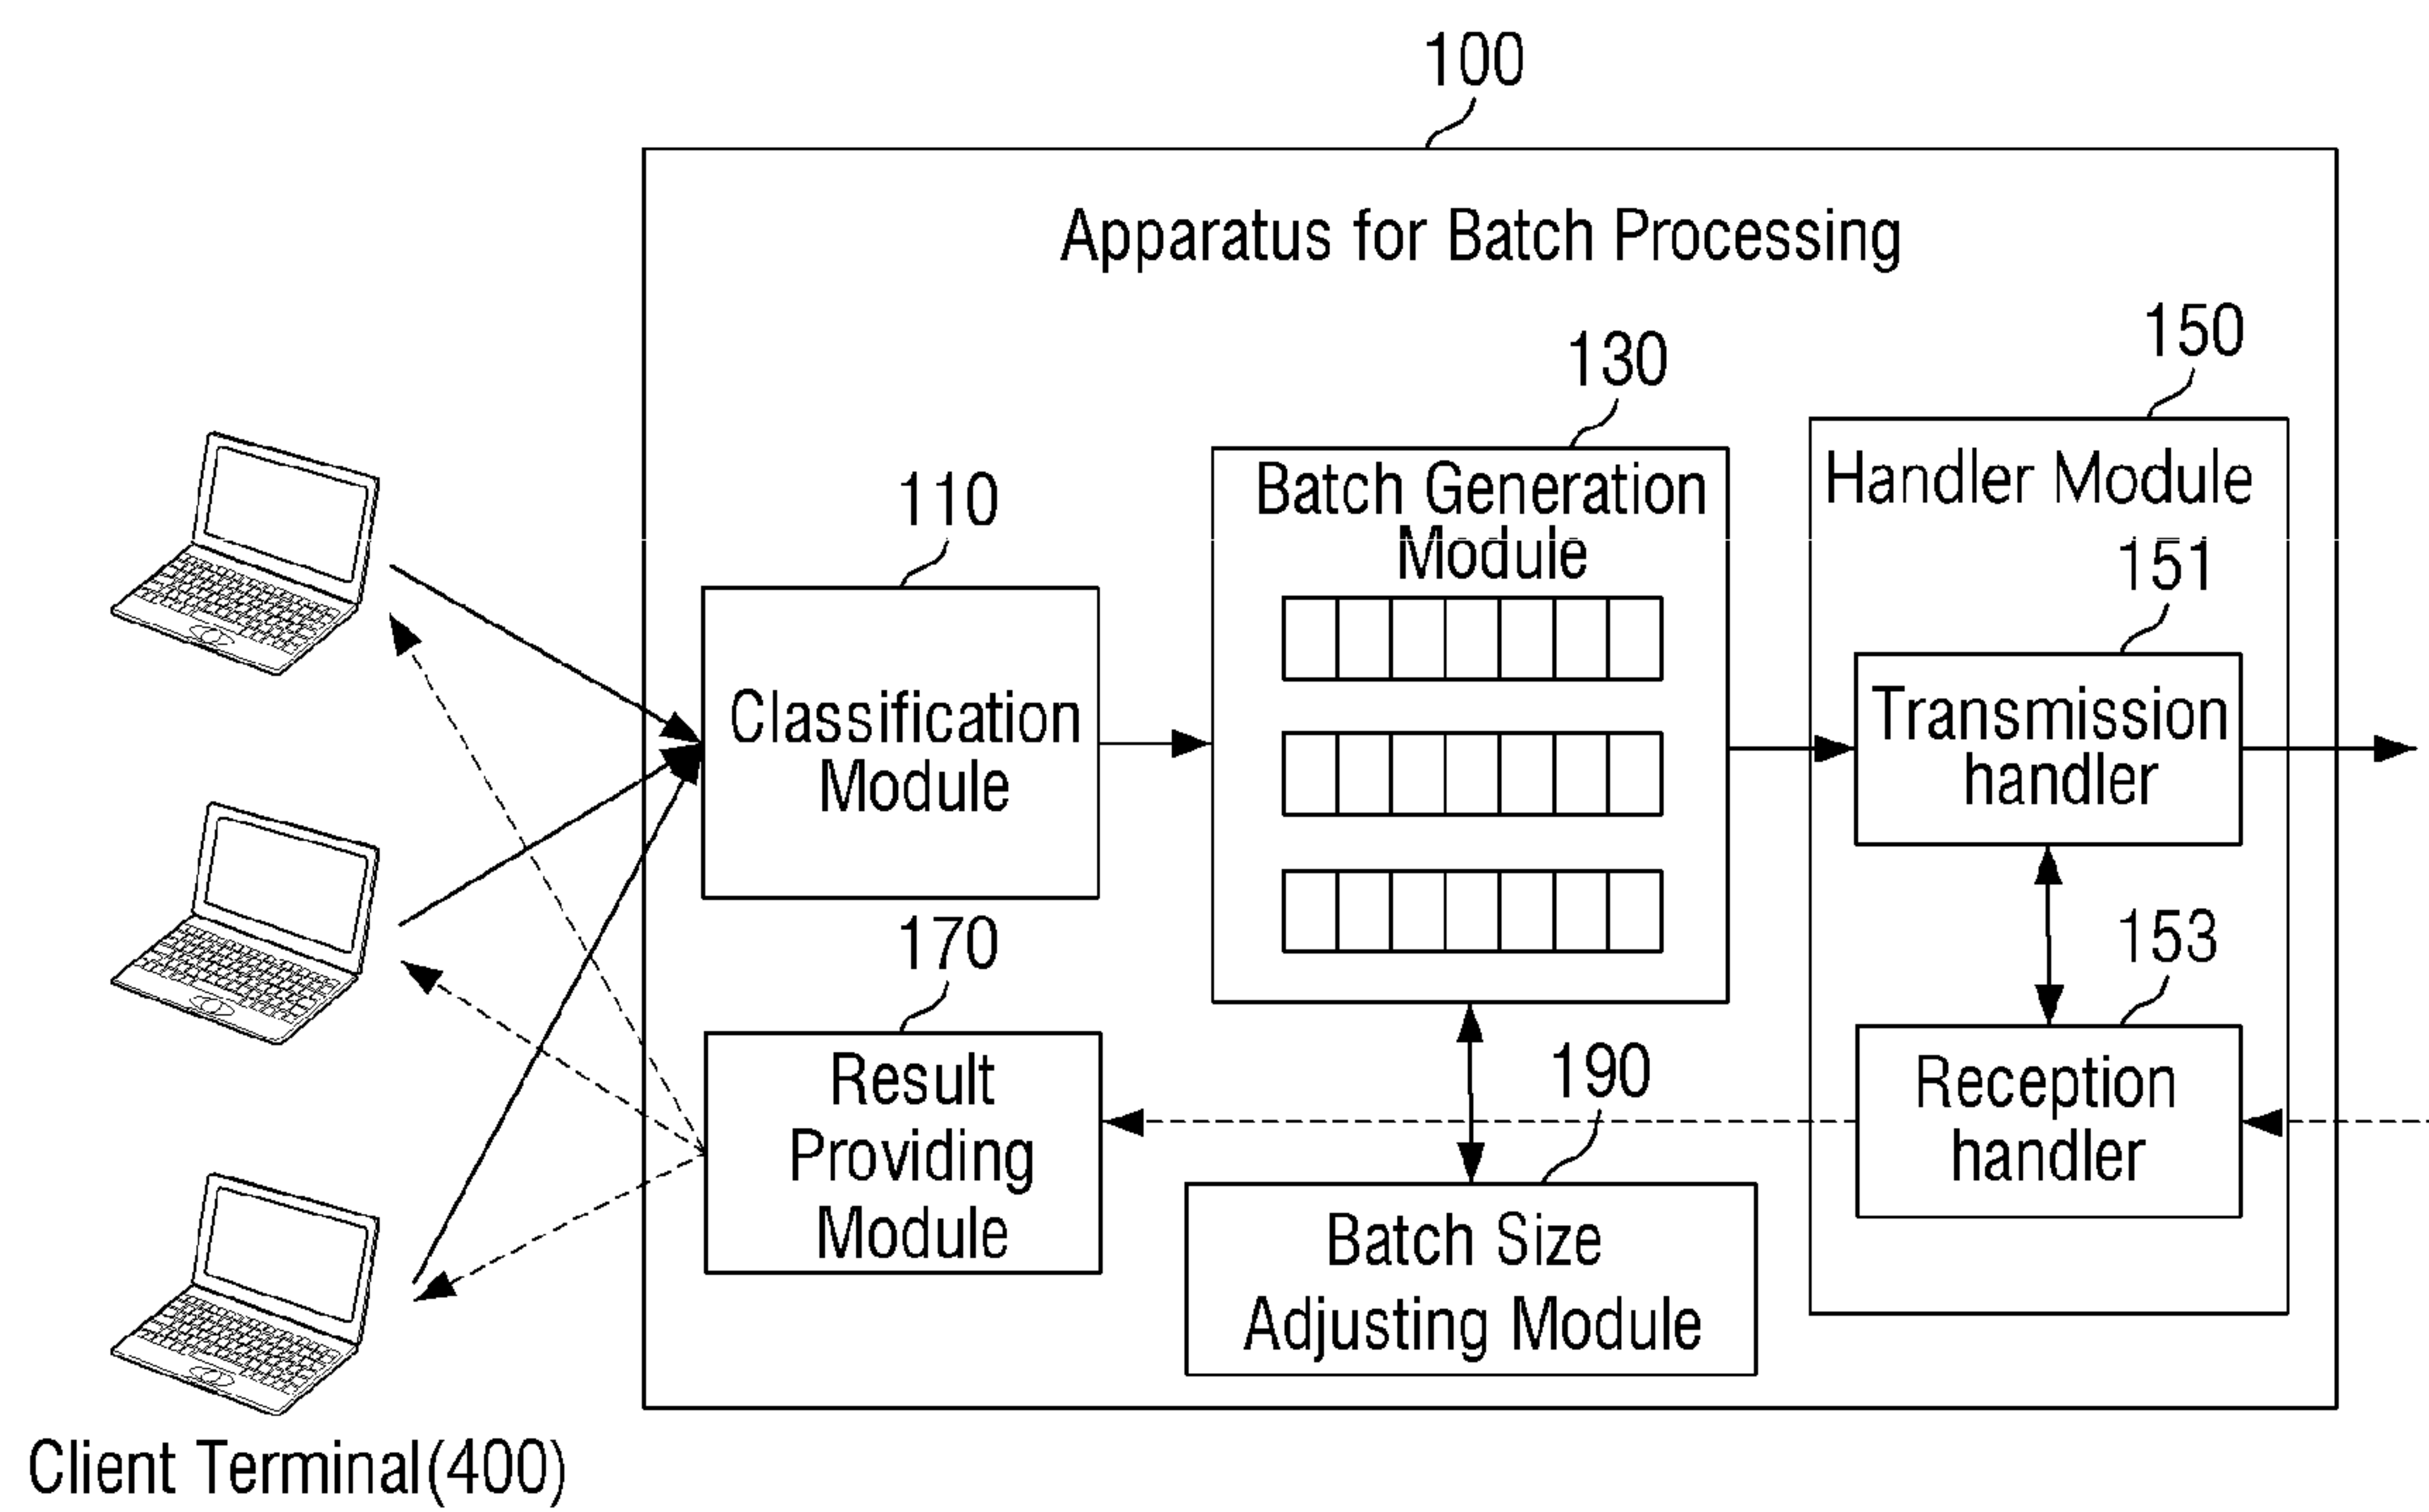 100
Apparatus for Batch Processing
150
130
Handler Module
110
Batch Generation
Module
151
Classification
Module
Transmission
handler
170
153
Result
Providing
Module
190
Reception
handler
Batch Size
Adjusting Module
Client Terminal(400)